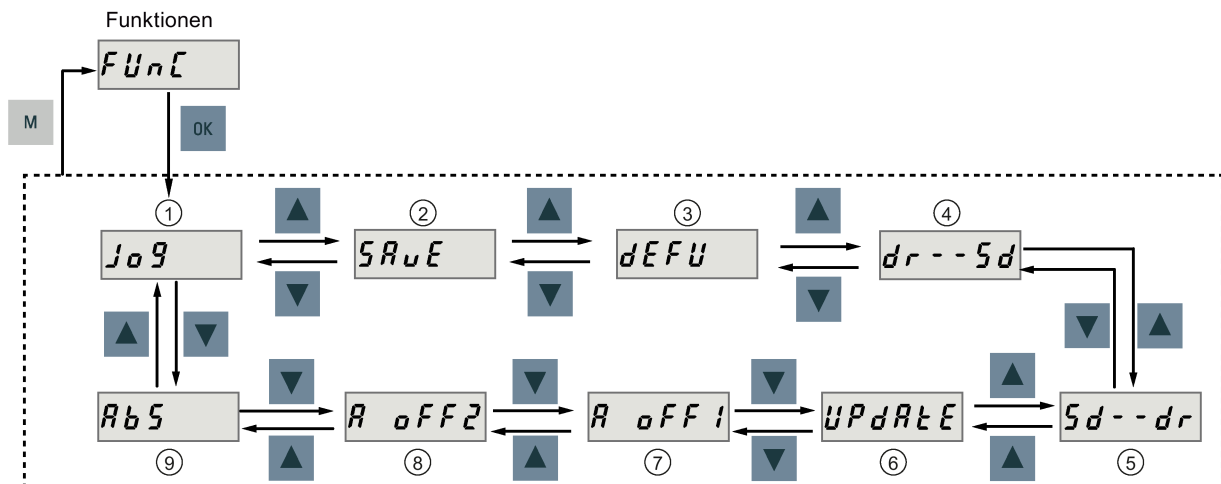 Funktionen
FUnC
M
OK
1
2
3
4
Jog
SAvE
dEFU
dr--Sd
AbS
A oFF2
A oFF1
UPdAtE
Sd--dr
9
8
7
6
5